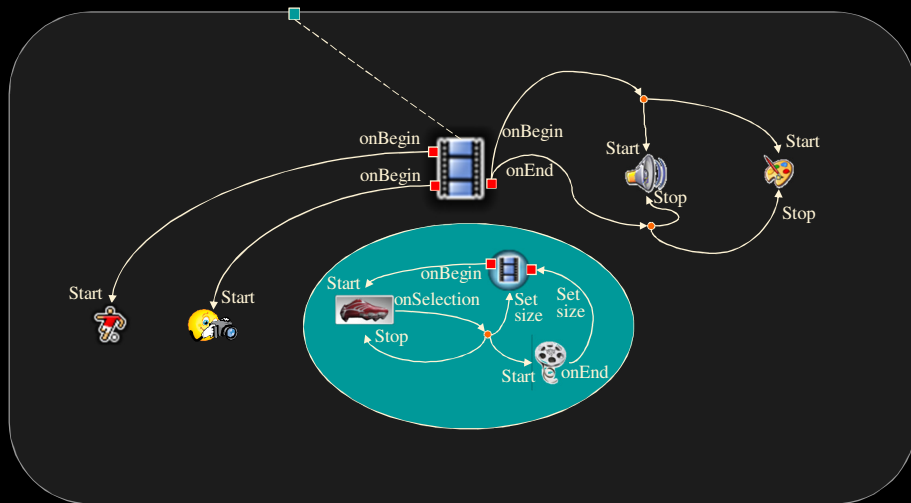 onBegin
onBegin
onBegin
onEnd
Start
Start
Stop
Stop
Start
Start
Start
onBegin
onSelection
Set
size
Set
size
Stop
Start
onEnd